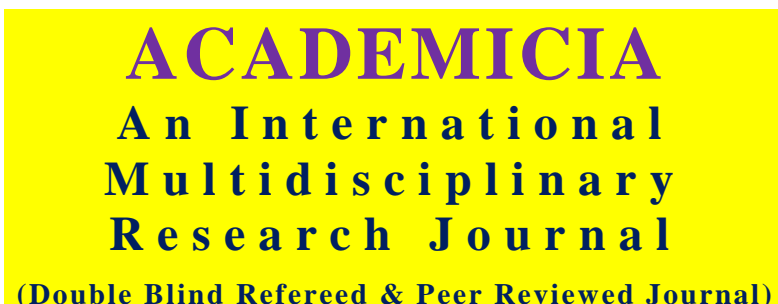 ACADEMICIA
An International
Multidisciplinary
Research Journal
(Double Blind Refereed & Peer Reviewed Journal)